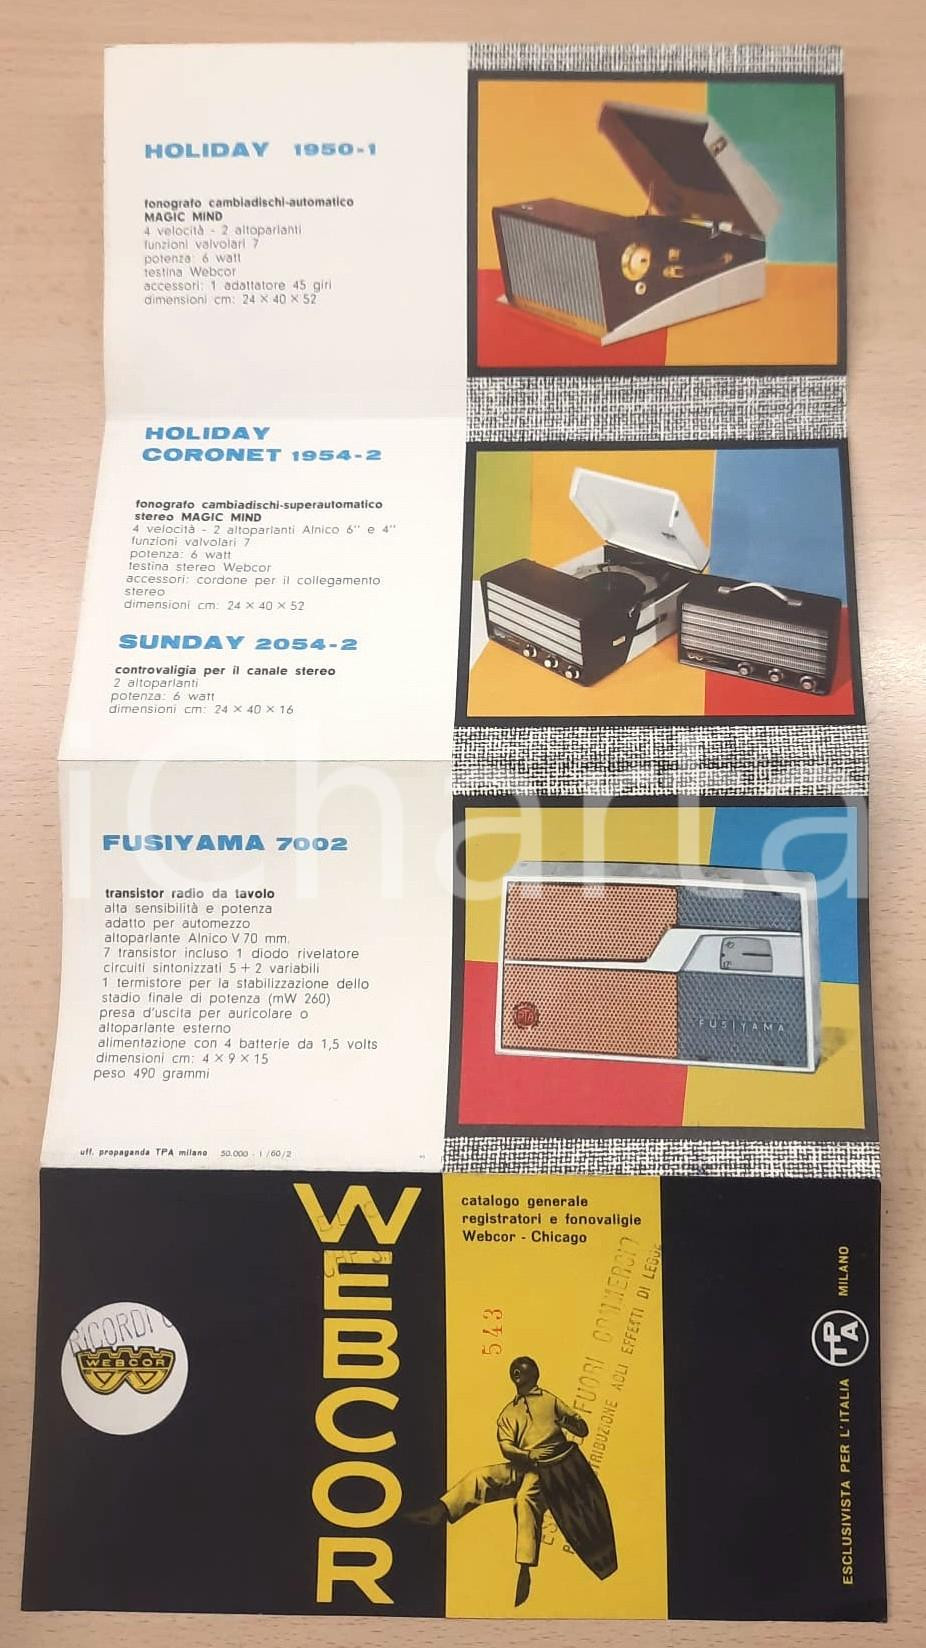 HOLIDAY 1950-1
fonografo cambiadischi-automatico
MAGIC MIND
4 velocità - 2 altoparlanti
funzioni valvolari 7
potenza: 6 watt
testina Webcor
accessori: 1 adattatore 45 giri
dimensioni cm: 24 × 40 × 52
HOLIDAY
CORONET 1954-2
fonografo cambiadischi-superautomatico
stereo MAGIC MIND
4 velocità - 2 altoparlanti Alnico 6'' e 4''
funzioni valvolari 7
potenza: 6 watt
testina stereo Webcor
accessori: cordone per il collegamento
stereo
dimensioni cm: 24 × 40 × 52
SUNDAY 2054-2
controvaligia per il canale stereo
2 altoparlanti
potenza: 6 watt
dimensioni cm: 24 × 40 × 16
iCharta
FUSIYAMA 7002
transistor radio da tavolo
alta sensibilità e potenza
adatto per automezzo
altoparlante Alnico V 70 mm.
7 transistor incluso 1 diodo rivelatore
circuiti sintonizzati 5 + 2 variabili
1 termistore per la stabilizzazione dello
stadio finale di potenza (mW 260)
presa d'uscita per auricolare o
altoparlante esterno
alimentazione con 4 batterie da 1,5 volts
dimensioni cm: 4 × 9 × 15
peso 490 grammi
TPA
FUSIYAMA
uff. propaganda TPA milano 50.000 - 1/60/2
WEBCOR
catalogo generale
registratori e fonovaligie
Webcor - Chicago
543
FUORI COMMERCIO
AGLI EFFETTI DI LEGGE
RICORDI
WEBCOR
ESCLUSIVISTA PER L'ITALIA TPA MILANO